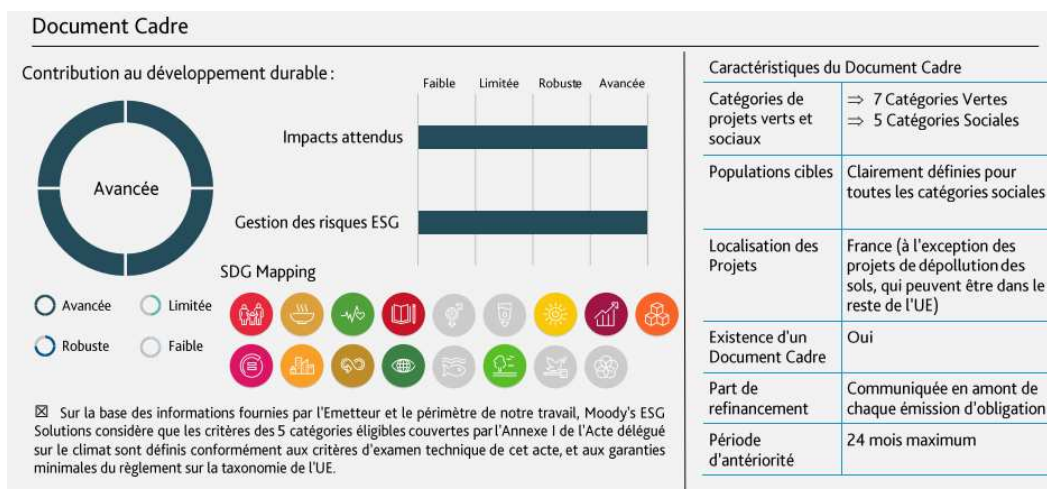 Document Cadre
Contribution au développement durable :
Avancée
Faible Limitée Robuste Avancée
Impacts attendus
Gestion des risques ESG
SDG Mapping
Avancée Limitée
Robuste Faible
☒ Sur la base des informations fournies par l'Emetteur et le périmètre de notre travail, Moody's ESG
Solutions considère que les critères des 5 catégories éligibles couvertes par l'Annexe I de l'Acte délégué
sur le climat sont définis conformément aux critères d'examen technique de cet acte, et aux garanties
minimales du règlement sur la taxonomie de l'UE.
Caractéristiques du Document Cadre
Catégories de
projets verts et
sociaux
⇒ 7 Catégories Vertes
⇒ 5 Catégories Sociales
Populations cibles
Clairement définies pour
toutes les catégories sociales
Localisation des
Projets
France (à l'exception des
projets de dépollution des
sols, qui peuvent être dans le
reste de l'UE)
Existence d'un
Document Cadre
Oui
Part de
refinancement
Communiquée en amont de
chaque émission d'obligation
Période
d'antériorité
24 mois maximum